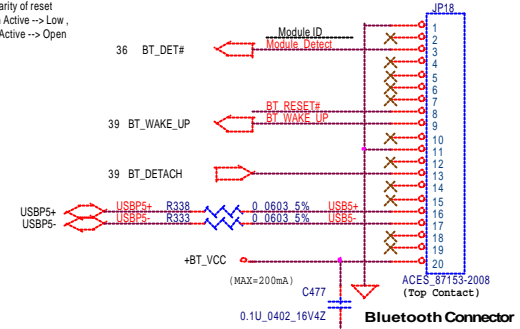 arity of reset
Active --> Low ,
Active --> Open
JP18
Module ID
36 BT_DET# Module_Detect
BT_RESET#
39 BT_WAKE_UP BT_WAKE_UP
39 BT_DETACH
USBP5+ USBP5+ R338 0_0603_5% USB5+
USBP5- USBP5- R333 0_0603_5% USB5-
+BT_VCC
(MAX=200mA)
C477
0.1U_0402_16V4Z
1
2
3
4
5
6
7
8
9
10
11
12
13
14
15
16
17
18
19
20
ACES_87153-2008
(Top Contact)
Bluetooth Connector